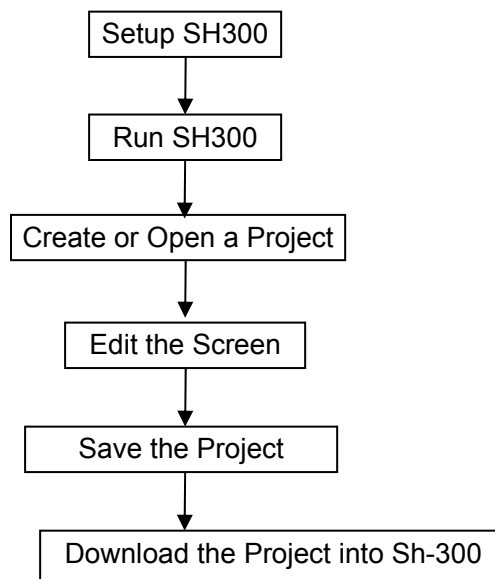 Setup SH300
Run SH300
Create or Open a Project
Edit the Screen
Save the Project
Download the Project into Sh-300